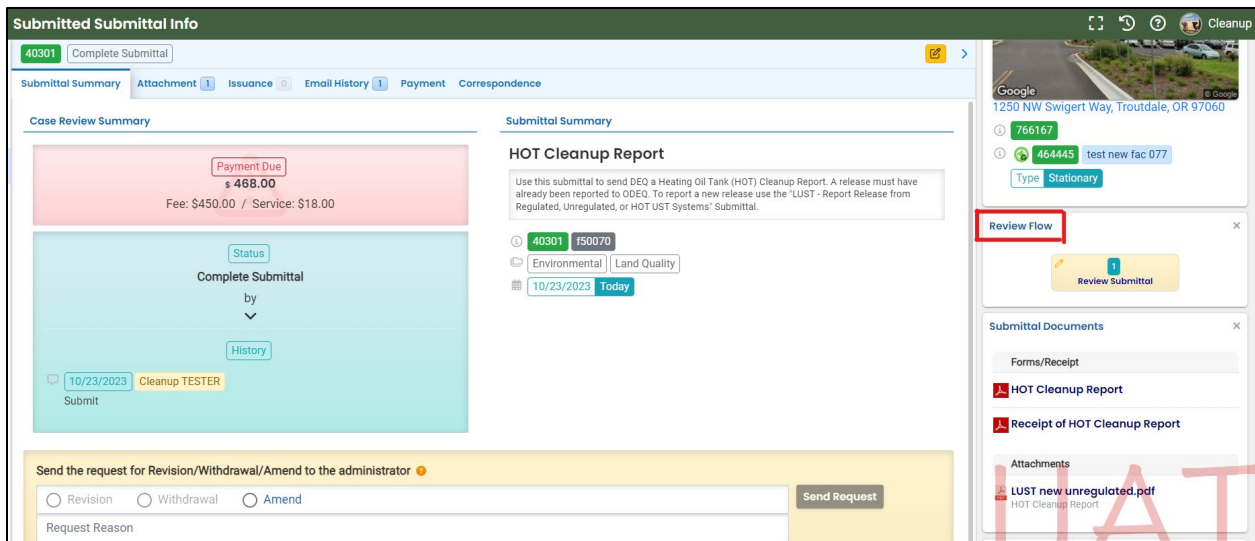 Submitted Submittal Info
Cleanup
40301 Complete Submittal
Submittal Summary Attachment 1 Issuance 0 Email History 1 Payment Correspondence
Case Review Summary
Payment Due
$ 468.00
Fee: $450.00 / Service: $18.00
Status
Complete Submittal
by
History
10/23/2023 Cleanup TESTER
Submit
Submittal Summary
HOT Cleanup Report
Use this submittal to send DEQ a Heating Oil Tank (HOT) Cleanup Report. A release must have
already been reported to ODEQ. To report a new release use the "LUST - Report Release from
Regulated, Unregulated, or HOT UST Systems" Submittal.
40301 f50070
Environmental Land Quality
10/23/2023 Today
Send the request for Revision/Withdrawal/Amend to the administrator
Revision Withdrawal Amend
Send Request
Request Reason
Google
© Google
1250 NW Swigert Way, Troutdale, OR 97060
766167
464445 test new fac 077
Type Stationary
Review Flow
1
Review Submittal
Submittal Documents
Forms/Receipt
HOT Cleanup Report
Receipt of HOT Cleanup Report
Attachments
LUST new unregulated.pdf
HOT Cleanup Report
UAT